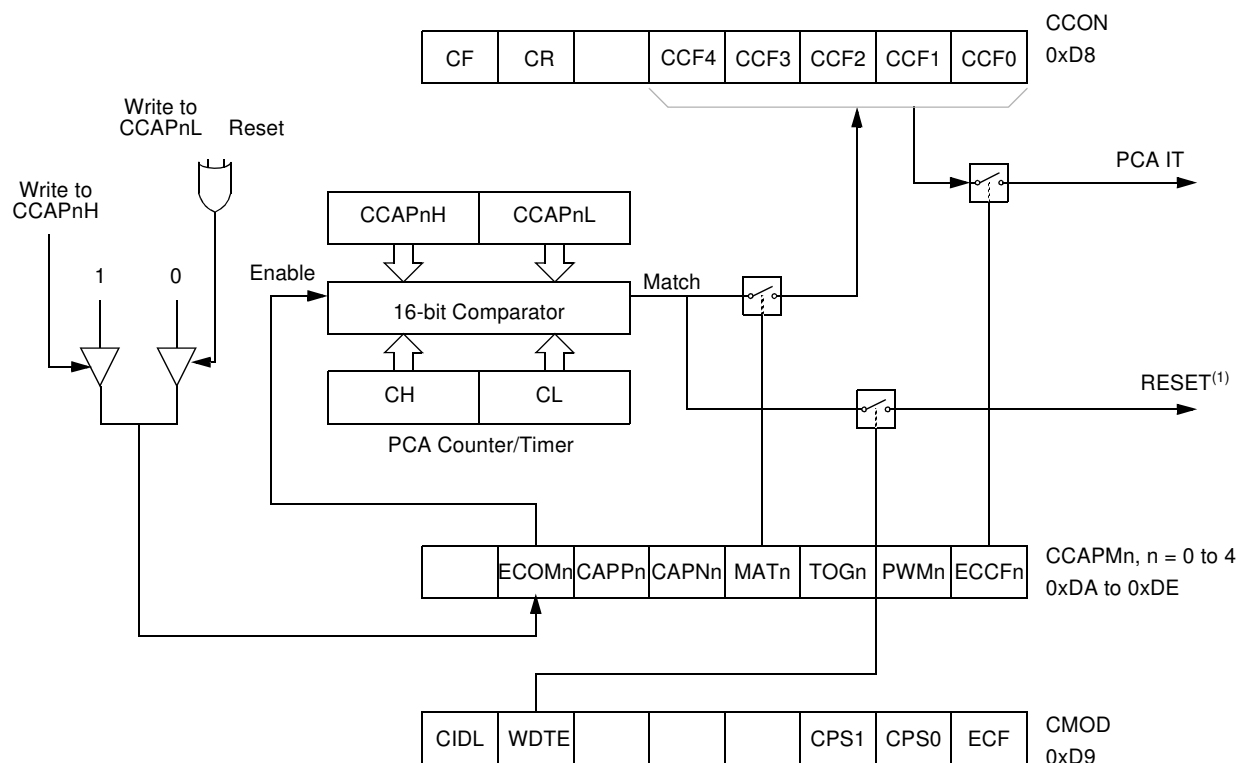 CCON
0xD8
CF CR CCF4 CCF3 CCF2 CCF1 CCF0
Write to
CCAPnL Reset
PCA IT
Write to
CCAPnH
CCAPnH CCAPnL
Enable
1 0
Match
16-bit Comparator
RESET(1)
CH CL
PCA Counter/Timer
ECOMn CAPPn CAPNn MATn TOGn PWMn ECCFn
CCAPMn, n = 0 to 4
0xDA to 0xDE
CIDL WDTE CPS1 CPS0 ECF
CMOD
0xD9